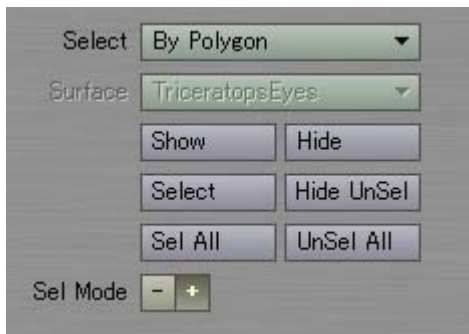 Select By Polygon
Surface TriceratopsEyes
Show Hide
Select Hide UnSel
Sel All UnSel All
Sel Mode - +